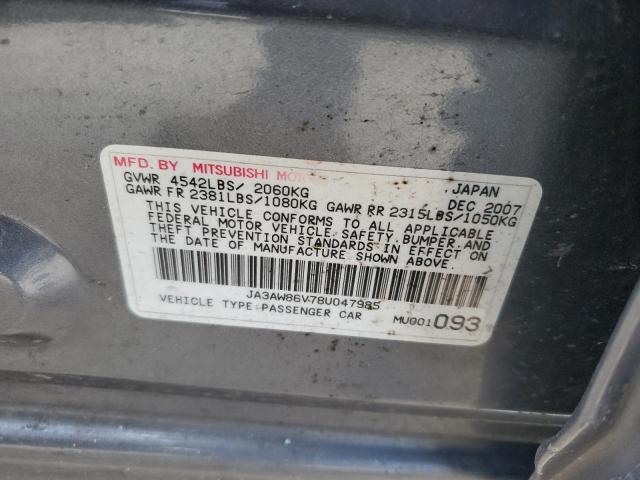 MFD. BY MITSUBISHI MOTOR JAPAN
GVWR 4542LBS/ 2060KG DEC 2007
GAWR FR 2381LBS/1080KG GAWR RR 2315LBS/1050KG
THIS VEHICLE CONFORMS TO ALL APPLICABLE
FEDERAL MOTOR VEHICLE SAFETY, BUMPER, AND
THEFT PREVENTION STANDARDS IN EFFECT ON
THE DATE OF MANUFACTURE SHOWN ABOVE.
JA3AW86V78U047985
VEHICLE TYPE:PASSENGER CAR MU001093